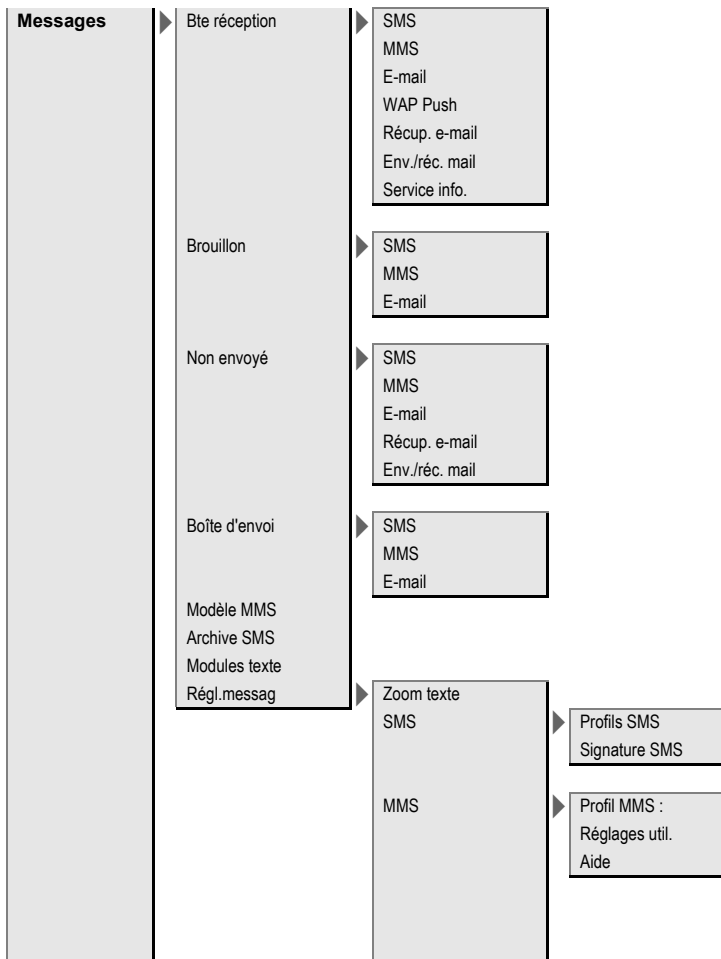 Messages
Bte réception
SMS
MMS
E-mail
WAP Push
Récup. e-mail
Env./réc. mail
Service info.
Brouillon
SMS
MMS
E-mail
Non envoyé
SMS
MMS
E-mail
Récup. e-mail
Env./réc. mail
Boîte d'envoi
SMS
MMS
E-mail
Modèle MMS
Archive SMS
Modules texte
Régl.messag
Zoom texte
SMS
Profils SMS
Signature SMS
MMS
Profil MMS :
Réglages util.
Aide